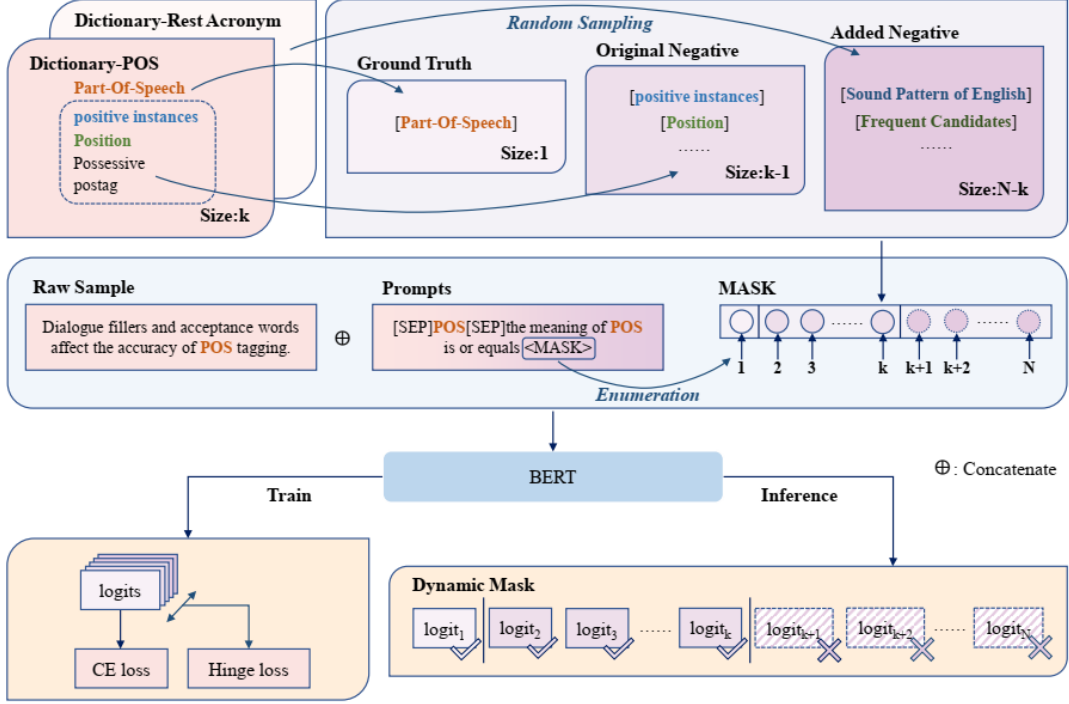 Dictionary-Rest Acronym
Dictionary-POS
Part-Of-Speech
positive instances
Position
Possessive
postag
Size:k
Random Sampling
Ground Truth
[Part-Of-Speech]
Size:1
Original Negative
[positive instances]
[Position]
......
Size:k-1
Added Negative
[Sound Pattern of English]
[Frequent Candidates]
......
Size:N-k
Raw Sample
Dialogue fillers and acceptance words
affect the accuracy of POS tagging.
⊕
Prompts
[SEP]POS[SEP]the meaning of POS
is or equals <MASK>
Enumeration
MASK
...... ......
1 2 3 k k+1 k+2 N
BERT
⊕: Concatenate
Train
Inference
logits
CE loss
Hinge loss
Dynamic Mask
logit1 logit2 logit3 ...... logitk logitk+1 logitk+2 ...... logitN